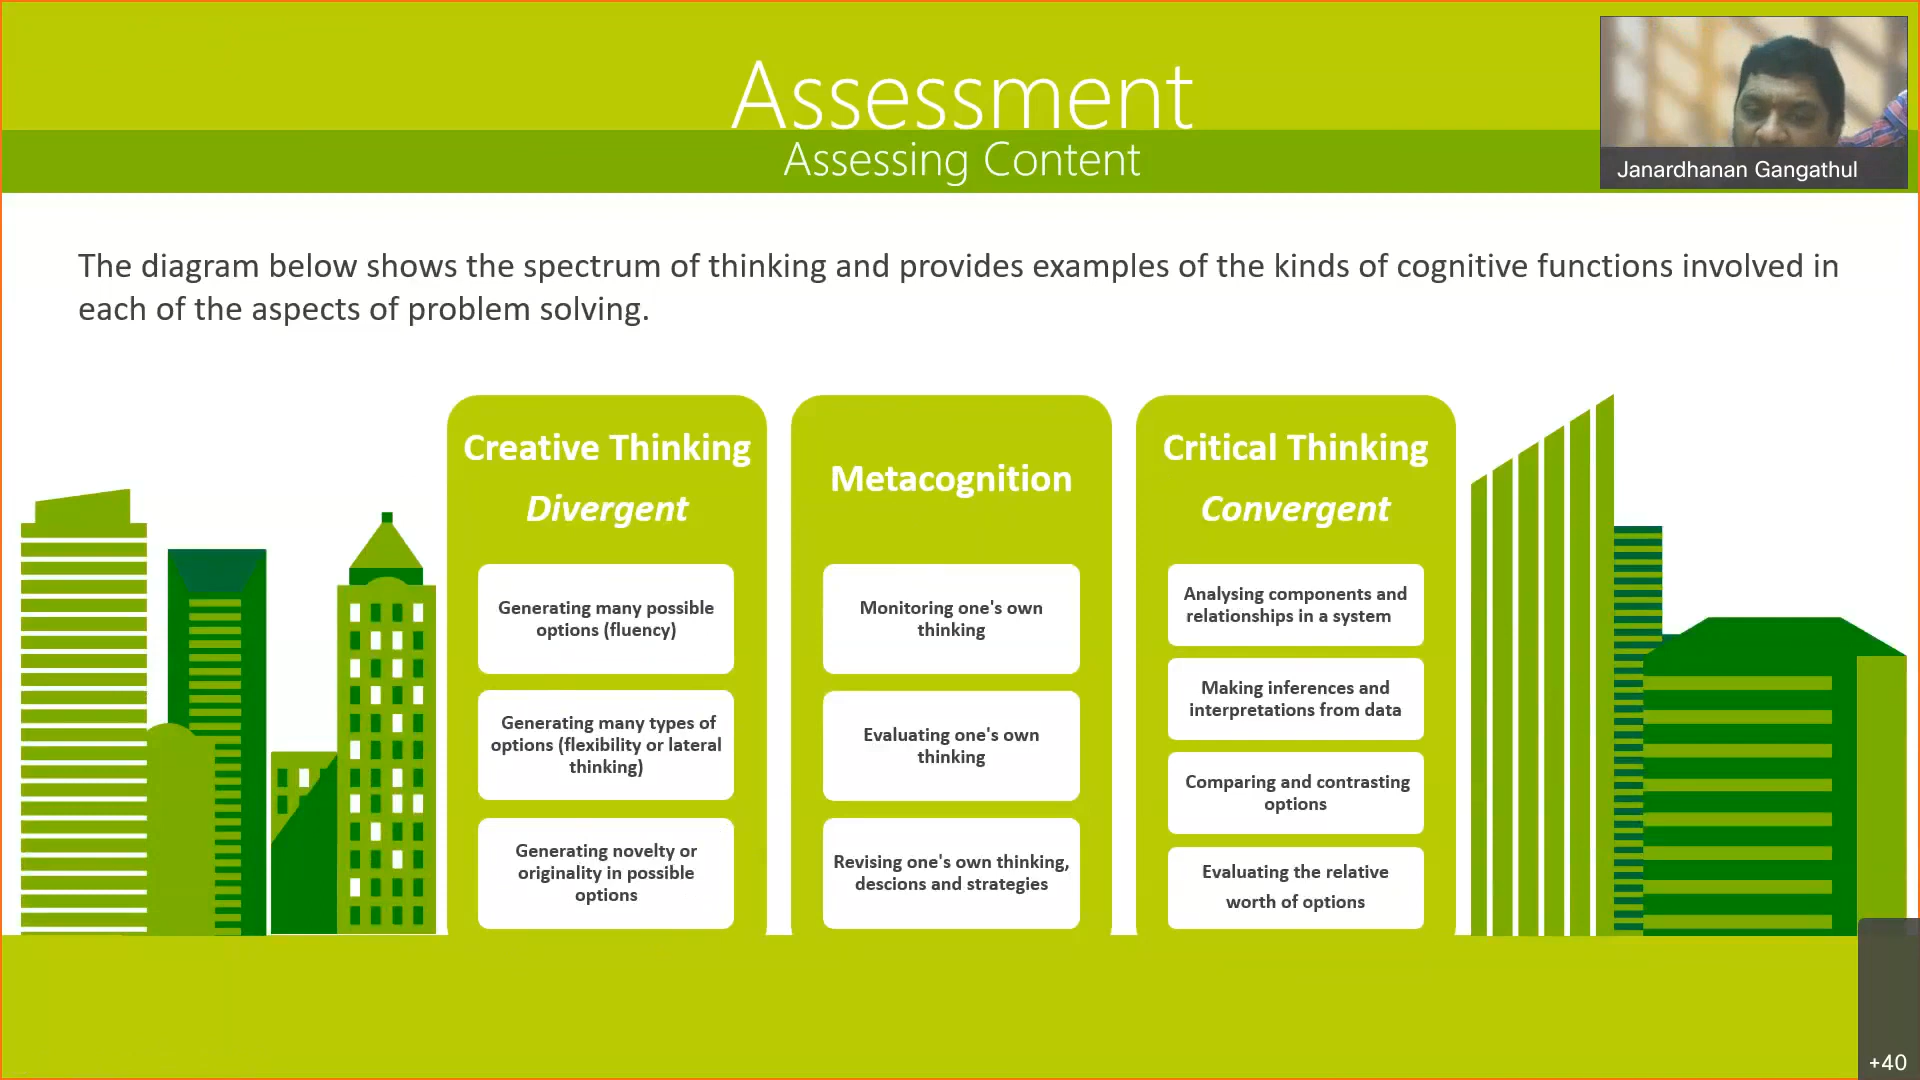 Assessment
Assessing Content
Janardhanan Gangathul
The diagram below shows the spectrum of thinking and provides examples of the kinds of cognitive functions involved in
each of the aspects of problem solving.
Creative Thinking
Divergent
Generating many possible
options (fluency)
Generating many types of
options (flexibility or lateral
thinking)
Generating novelty or
originality in possible
options
Metacognition
Monitoring one's own
thinking
Evaluating one's own
thinking
Revising one's own thinking,
descions and strategies
Critical Thinking
Convergent
Analysing components and
relationships in a system
Making inferences and
interpretations from data
Comparing and contrasting
options
Evaluating the relative
worth of options
+40